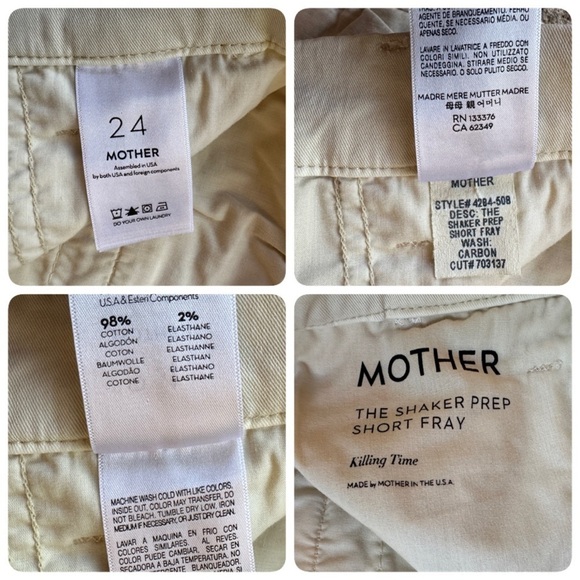 24
MOTHER
Assembled in USA
by both USA and foreign components
DO YOUR OWN LAUNDRY
AGENTE DE BRANQUEAMENTO. FERRO
QUENTE, SE NECESSÁRIO MÉDIA, OU
APENAS SECO.
LAVARE IN LAVATRICE A FREDDO CON
COLORI SIMILI. NON UTILIZZARE
CANDEGGINA. STIRARE MEDIO SE
NECESSARIO. O SOLO PULITO SECCO.
MADRE MERE MUTTER MADRE
母母 親 어머니
RN 133376
CA 62349
MOTHER
STYLE# 4284-508
DESC: THE
SHAKER PREP
SHORT FRAY
WASH:
CARBON
CUT# 703137
U.S.A & Esteri Components
98% 2%
COTTON ELASTHANE
ALGODÓN ELASTHANO
COTON ELASTHANNE
BAUMWOLLE ELASTHAN
ALGODÃO ELASTHANO
COTONE ELASTHANE
MACHINE WASH COLD WITH LIKE COLORS,
INSIDE OUT, COLOR MAY TRANSFER, DO
NOT BLEACH. TUMBLE DRY LOW, IRON
MEDIUM IF NECESSARY, OR JUST DRY CLEAN.
LAVAR A MAQUINA EN FRIO CON
COLORES SIMILARES. AL REVES.
COLOR PUEDE CAMBIAR. SECAR EN
SECADORA A BAJA TEMPERATURA. NO
BLANQUEADOR.
MOTHER
THE SHAKER PREP
SHORT FRAY
Killing Time
MADE by MOTHER IN THE U.S.A.